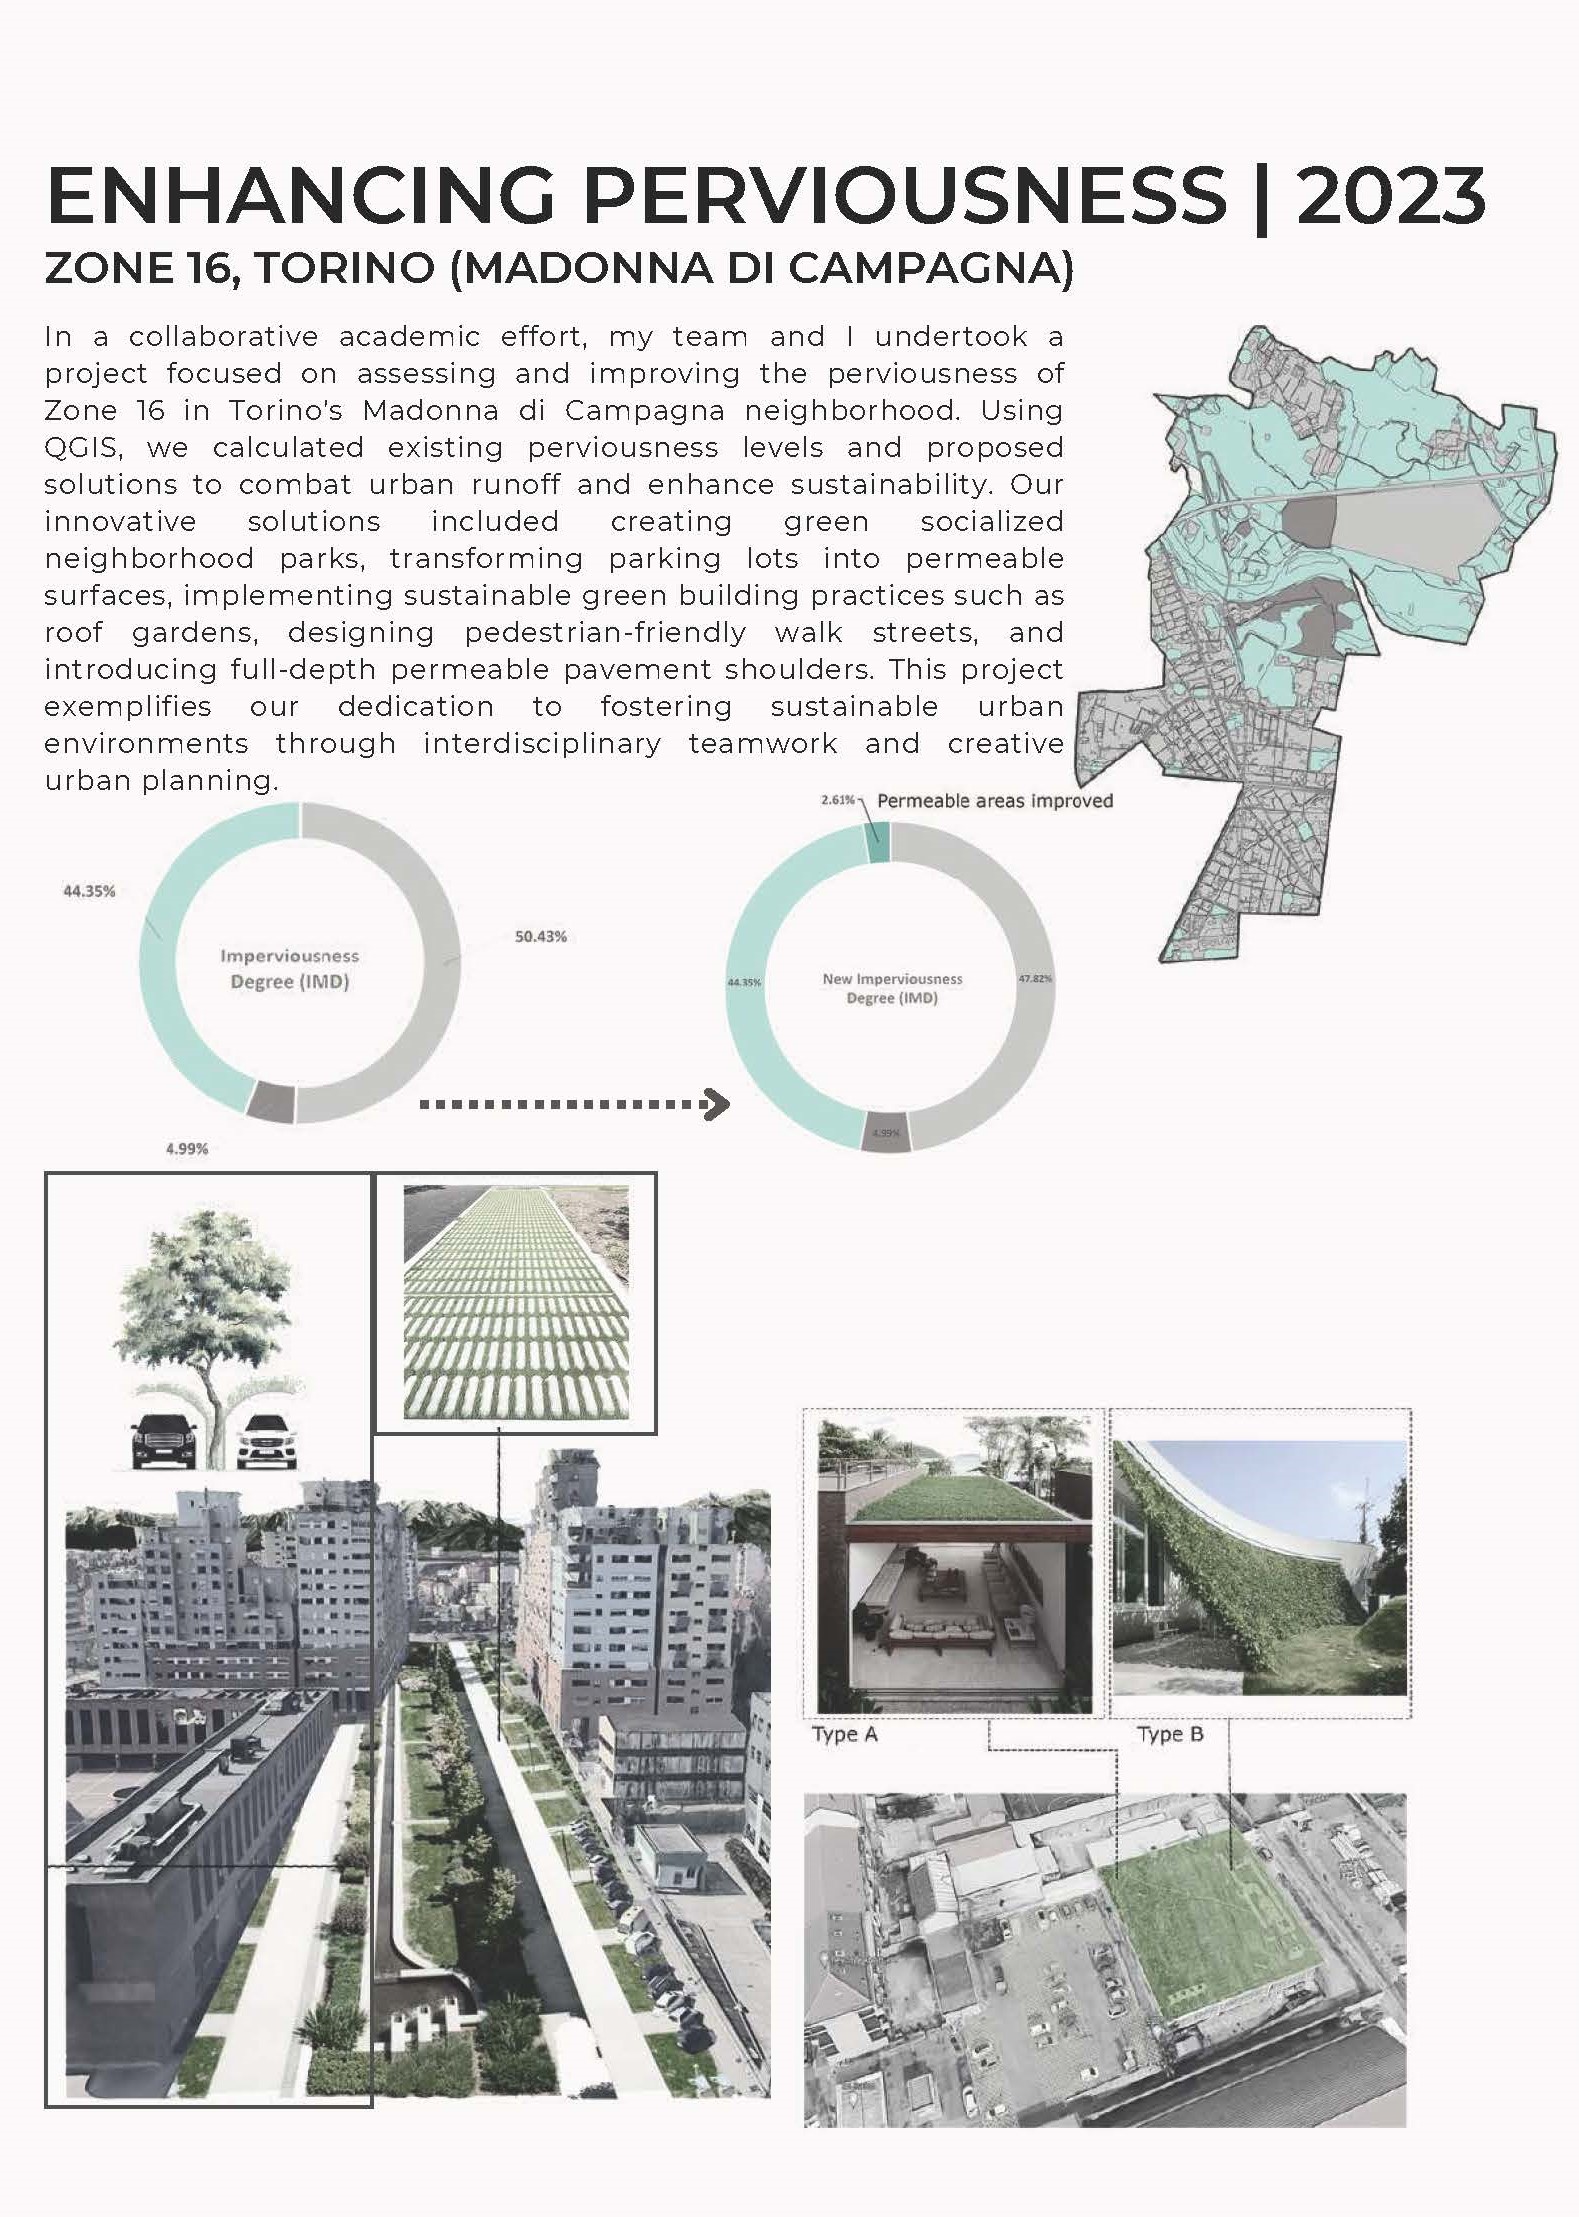 ENHANCING PERVIOUSNESS | 2023
ZONE 16, TORINO (MADONNA DI CAMPAGNA)
In a collaborative academic effort, my team and I undertook a
project focused on assessing and improving the perviousness of
Zone 16 in Torino's Madonna di Campagna neighborhood. Using
QGIS, we calculated existing perviousness levels and proposed
solutions to combat urban runoff and enhance sustainability. Our
innovative solutions included creating green socialized
neighborhood parks, transforming parking lots into permeable
surfaces, implementing sustainable green building practices such as
roof gardens, designing pedestrian-friendly walk streets, and
introducing full-depth permeable pavement shoulders. This project
exemplifies our dedication to fostering sustainable urban
environments through interdisciplinary teamwork and creative
urban planning.
44.35%
Imperviousness
Degree (IMD)
50.43%
4.99%
2.61%
Permeable areas improved
44.35%
New Imperviousness
Degree (IMD)
47.82%
4.99%
Type A
Type B